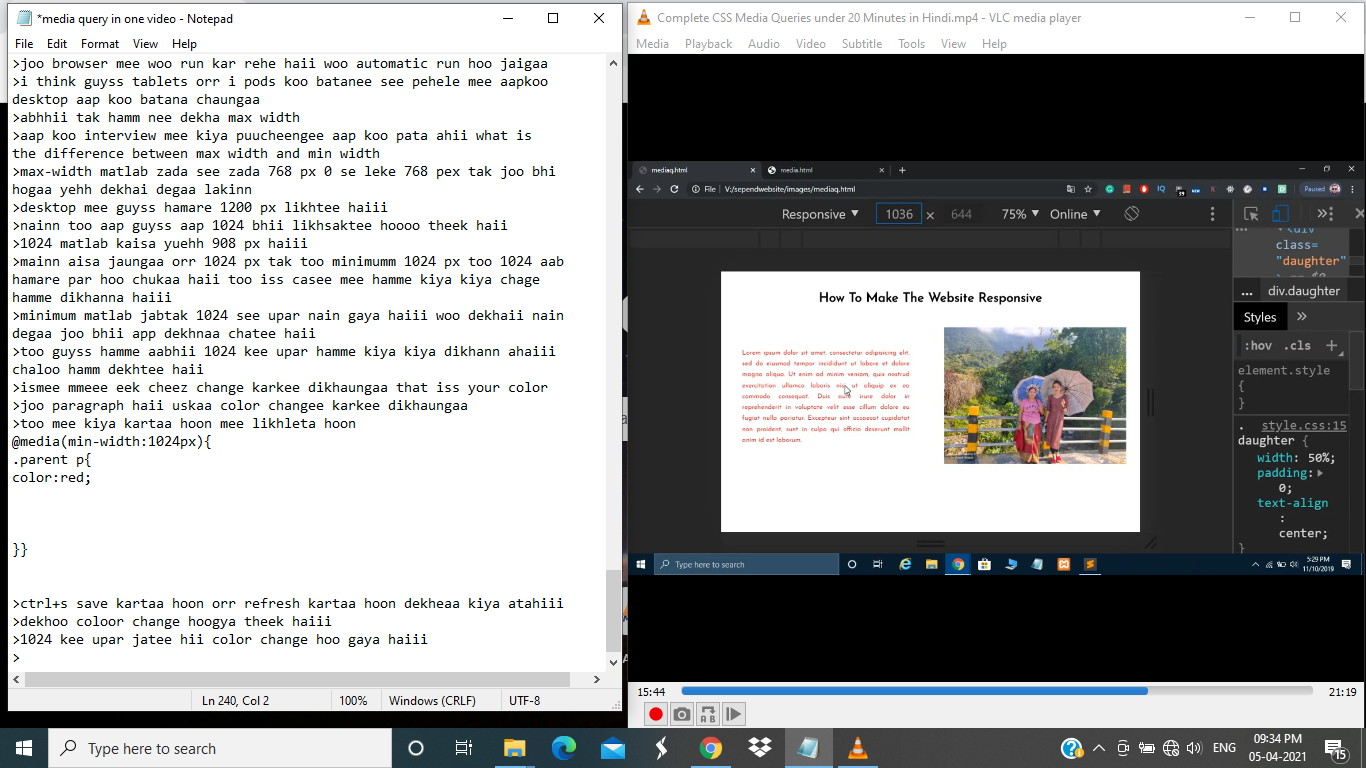 *media query in one video - Notepad
File Edit Format View Help
>joo browser mee woo run kar rehe haii woo automatic run hoo jaigaa
>i think guyss tablets orr i pods koo batanee see pehele mee aapkoo
desktop aap koo batana chaungaa
>abhhii tak hamm nee dekha max width
>aap koo interview mee kiya puucheengee aap koo pata ahii what is
the difference between max width and min width
>max-width matlab zada see zada 768 px 0 se leke 768 pex tak joo bhi
hogaa yehh dekhai degaa lakinn
>desktop mee guyss hamare 1200 px likhtee haiii
>nainn too aap guyss aap 1024 bhii likhsaktee hoooo theek haii
>1024 matlab kaisa yuehh 908 px haiii
>mainn aisa jaungaa orr 1024 px tak too minimumm 1024 px too 1024 aab
hamare par hoo chukaa haii too iss casee mee hamme kiya kiya chage
hamme dikhanna haiii
>minimum matlab jabtak 1024 see upar nain gaya haiii woo dekhaii nain
degaa joo bhii app dekhnaa chatee haii
>too guyss hamme aabhii 1024 kee upar hamme kiya kiya dikhann ahaiii
chaloo hamm dekhtee haii
>ismee mmee eek cheez change karkee dikhaungaa that iss your color
>joo paragraph haii uskaa color changee karkee dikhaungaa
>too mee kiya kartaa hoon mee likhleta hoon
@media(min-width:1024px){
.parent p{
color:red;
}}
>ctrl+s save kartaa hoon orr refresh kartaa hoon dekheaa kiya atahiii
>dekhoo coloor change hoogya theek haiii
>1024 kee upar jatee hii color change hoo gaya haiii
>
Ln 240, Col 2 100% Windows (CRLF) UTF-8
Complete CSS Media Queries under 20 Minutes in Hindi.mp4 - VLC media player
Media Playback Audio Video Subtitle Tools View Help
mediaq.html media.html
File V:/sependwebsite/images/mediaq.html Paused
Responsive 1036 × 644 75% Online
How To Make The Website Responsive
Lorem ipsum dolor sit amet, consectetur adipisicing elit,
sed do eiusmod tempor incididunt ut labore et dolore
magna aliqua. Ut enim ad minim veniam, quis nostrud
exercitation ullamco laboris nisi ut aliquip ex ea
commodo consequat. Duis aute irure dolor in
reprehenderit in voluptate velit esse cillum dolore eu
fugiat nulla pariatur. Excepteur sint occaecat cupidatat
non proident, sunt in culpa qui officia deserunt mollit
anim id est laborum.
<div
class=
"daughter"
... div.daughter
Styles »
:hov .cls +
element.style
{
}
. style.css:15
daughter {
width: 50%;
padding:
0;
text-align
:
center;
}
Type here to search
5:29 PM
11/10/2019
15:44 21:19
Type here to search
ENG
09:34 PM
05-04-2021
15